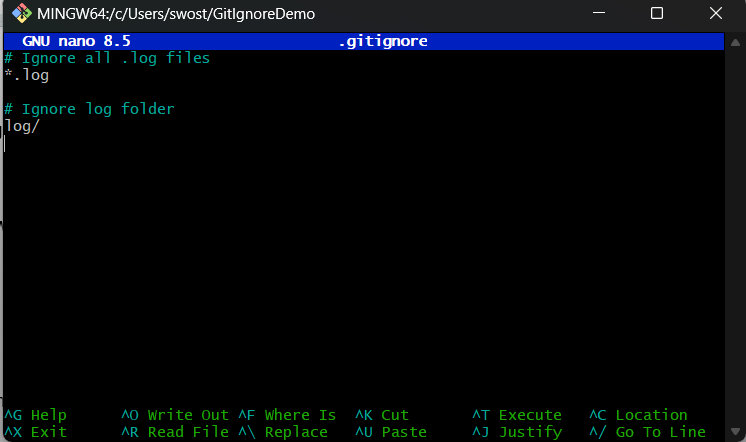 MINGW64:/c/Users/swost/GitIgnoreDemo
GNU nano 8.5 .gitignore
# Ignore all .log files
*.log
# Ignore log folder
log/
^G Help ^O Write Out ^F Where Is ^K Cut ^T Execute ^C Location
^X Exit ^R Read File ^\ Replace ^U Paste ^J Justify ^/ Go To Line